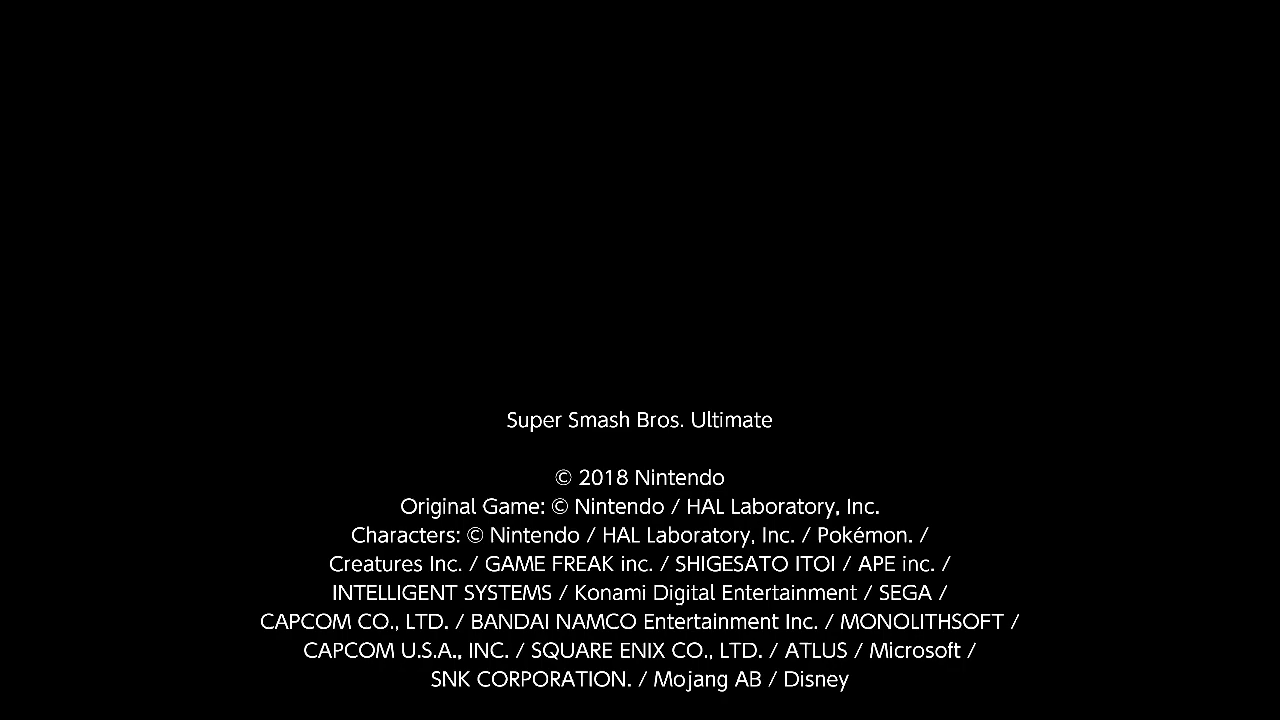 Super Smash Bros. Ultimate
© 2018 Nintendo
Original Game: © Nintendo / HAL Laboratory, Inc.
Characters: © Nintendo / HAL Laboratory, Inc. / Pokémon. /
Creatures Inc. / GAME FREAK inc. / SHIGESATO ITOI / APE inc. /
INTELLIGENT SYSTEMS / Konami Digital Entertainment / SEGA /
CAPCOM CO., LTD. / BANDAI NAMCO Entertainment Inc. / MONOLITHSOFT /
CAPCOM U.S.A., INC. / SQUARE ENIX CO., LTD. / ATLUS / Microsoft /
SNK CORPORATION. / Mojang AB / Disney